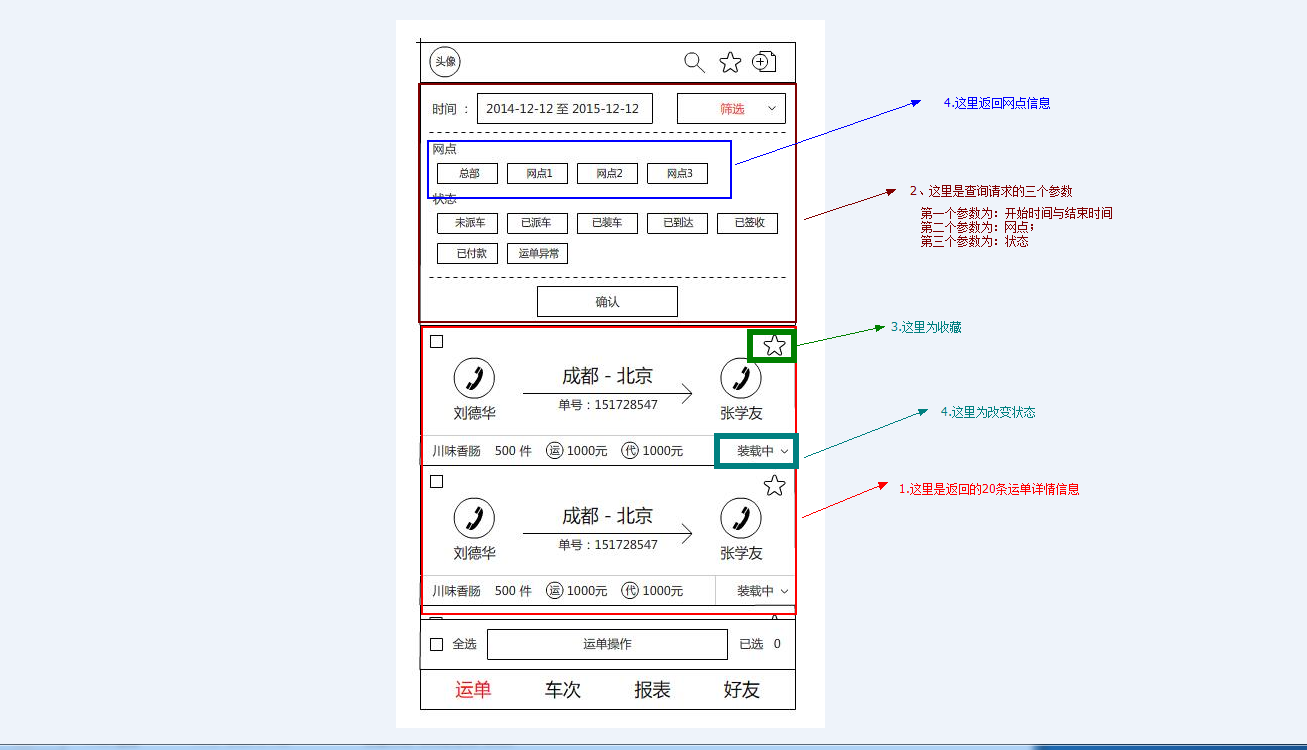 头像
时间 ： 2014-12-12 至 2015-12-12 筛选
4.这里返回网点信息
网点
总部 网点1 网点2 网点3
2、这里是查询请求的三个参数
状态
第一个参数为：开始时间与结束时间
未派车 已派车 已装车 已到达 已签收
第二个参数为：网点；
第三个参数为：状态
已付款 运单异常
确认
3.这里为收藏
成都 - 北京
单号：151728547
刘德华 张学友
4.这里为改变状态
川味香肠 500 件 运 1000元 代 1000元 装载中
1.这里是返回的20条运单详情信息
成都 - 北京
单号：151728547
刘德华 张学友
川味香肠 500 件 运 1000元 代 1000元 装载中
全选 运单操作 已选 0
运单 车次 报表 好友